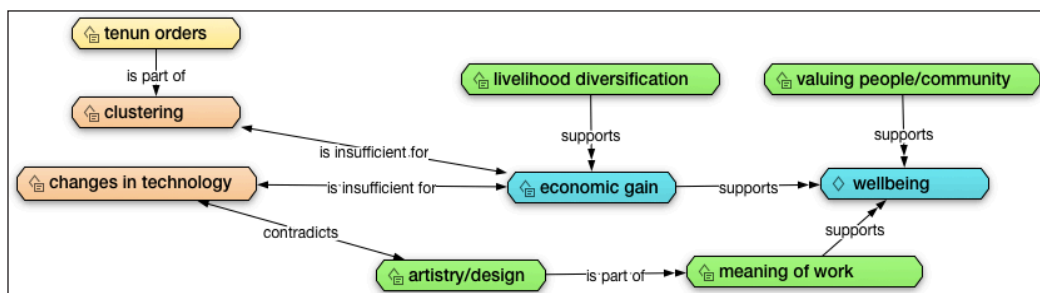 tenun orders
is part of
livelihood diversification
valuing people/community
clustering
supports
supports
is insufficient for
changes in technology
is insufficient for
economic gain
supports
wellbeing
contradicts
supports
artistry/design
is part of
meaning of work